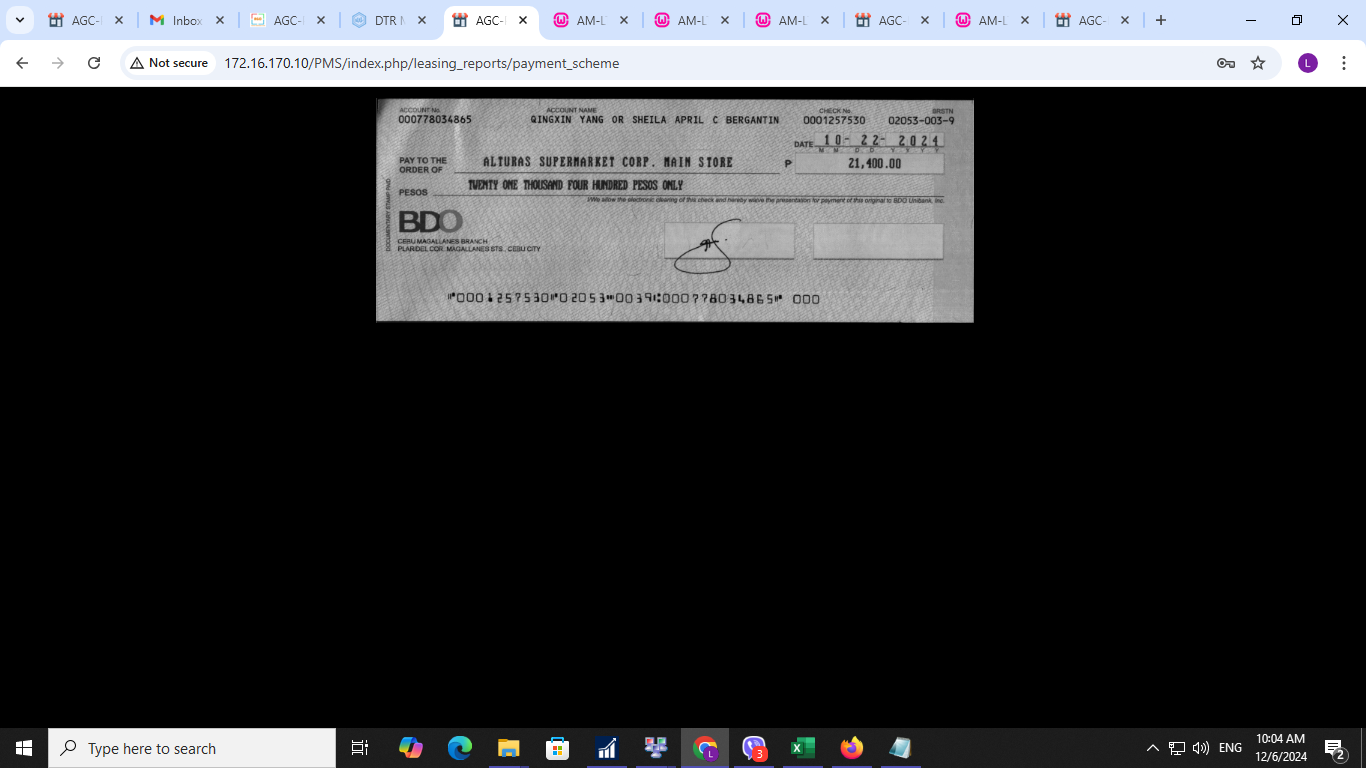 AGC-
Inbox
AGC-
DTR M
AGC-
AM-L
AM-L
AM-L
AGC-
AM-L
AGC-
Not secure
172.16.170.10/PMS/index.php/leasing_reports/payment_scheme
L
ACCOUNT No. ACCOUNT NAME CHECK No. BRSTN
000778034865 QINGXIN YANG OR SHEILA APRIL C BERGANTIN 0001257530 02053-003-9
DATE 10-22-2024
M M D D Y Y Y Y
PAY TO THE
ORDER OF ALTURAS SUPERMARKET CORP. MAIN STORE P 21,400.00
PESOS TWENTY ONE THOUSAND FOUR HUNDRED PESOS ONLY
I/We allow the electronic clearing of this check and hereby waive the presentation for payment of this original to BDO Unibank, Inc.
DOCUMENTARY STAMP PAID
BDO
CEBU MAGALLANES BRANCH
PLARIDEL COR. MAGALLANES STS., CEBU CITY
⑈0001257530⑈02053⑉0039⑆000778034865⑈ 000
Type here to search
L
3
ENG
10:04 AM
12/6/2024
2